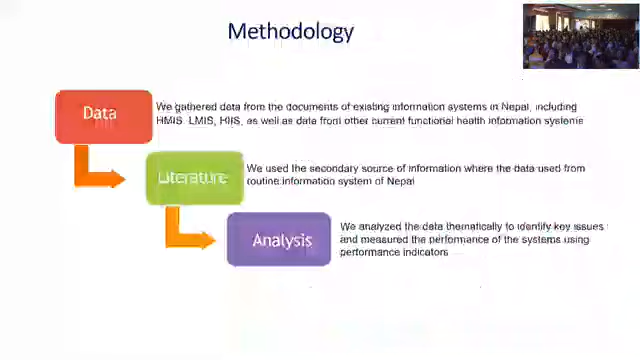 Methodology
Data
We gathered data from the documents of existing information systems in Nepal, including
HMIS, LMIS, HIIS, as well as data from other current functional health information systems
Literature
We used the secondary source of information where the data used from
routine information system of Nepal
Analysis
We analyzed the data thematically to identify key issues
and measured the performance of the systems using
performance indicators